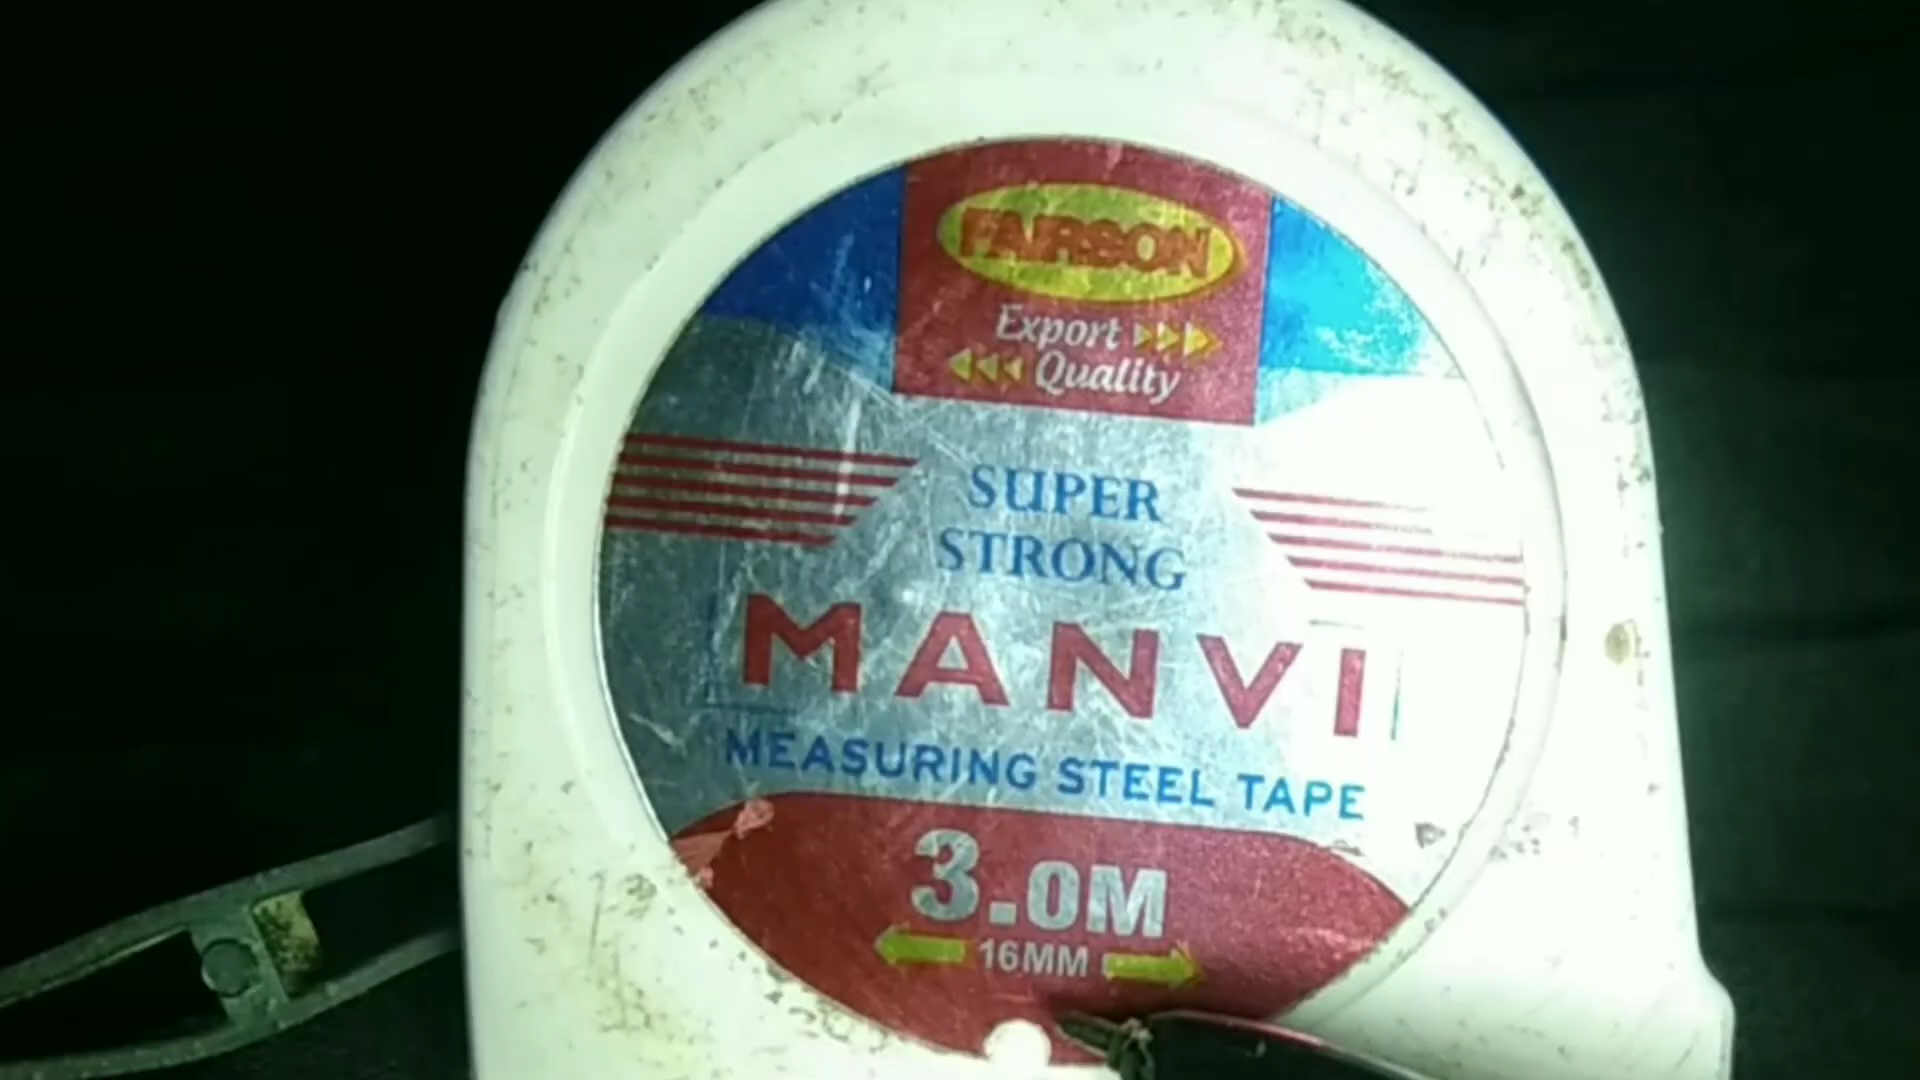 FAIRSON
Export
Quality
SUPER
STRONG
MANVI
MEASURING STEEL TAPE
3.0M
16MM